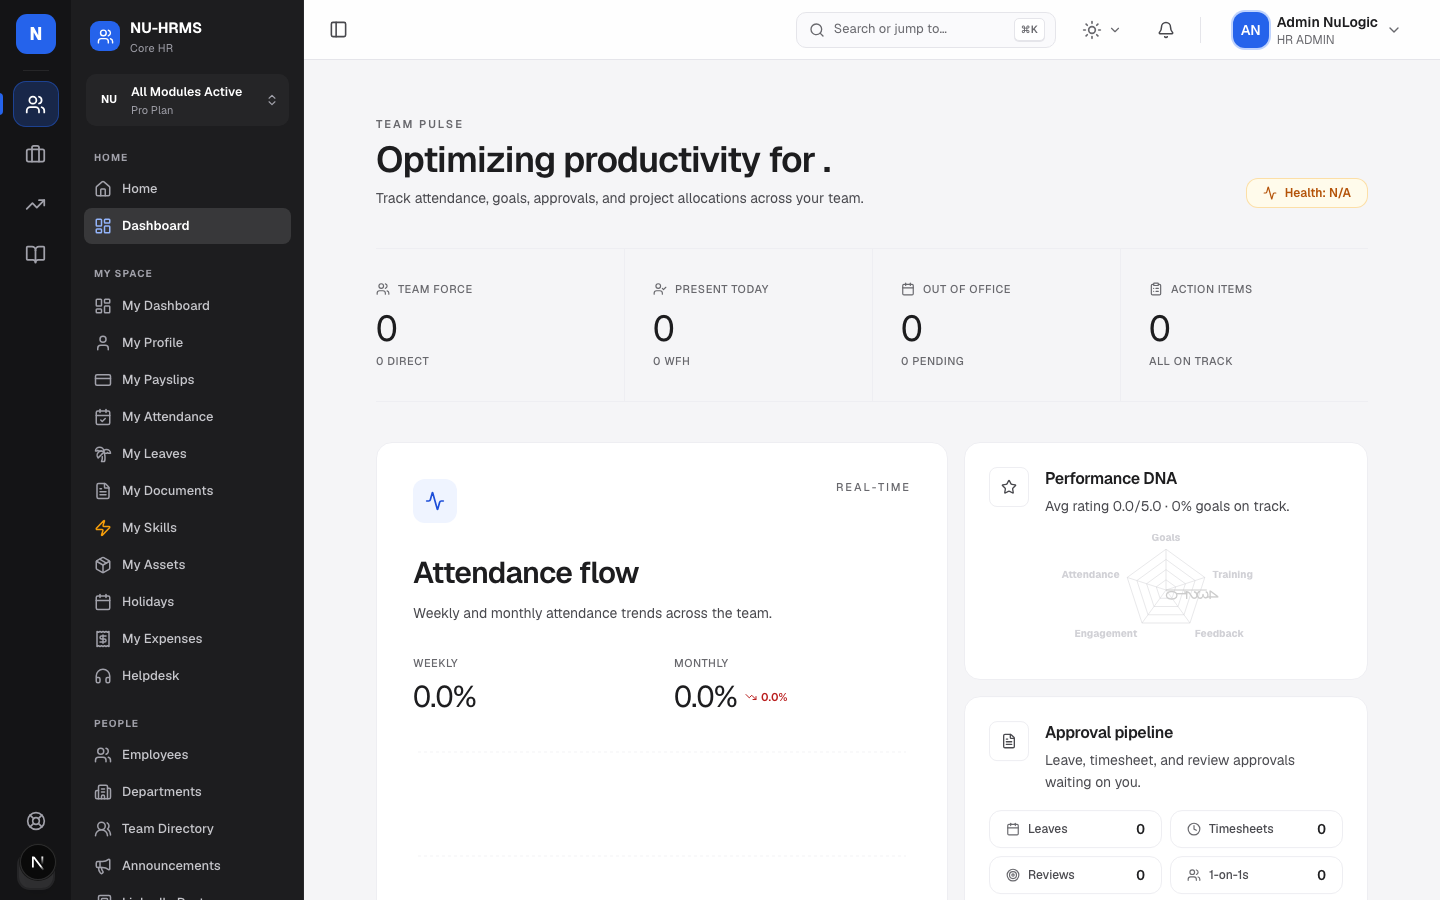 N
NU-HRMS
Core HR
NU
All Modules Active
Pro Plan
HOME
Home
Dashboard
MY SPACE
My Dashboard
My Profile
My Payslips
My Attendance
My Leaves
My Documents
My Skills
My Assets
Holidays
My Expenses
Helpdesk
PEOPLE
Employees
Departments
Team Directory
Announcements
N
Search or jump to...
⌘K
AN
Admin NuLogic
HR ADMIN
TEAM PULSE
Optimizing productivity for .
Track attendance, goals, approvals, and project allocations across your team.
Health: N/A
TEAM FORCE
0
0 DIRECT
PRESENT TODAY
0
0 WFH
OUT OF OFFICE
0
0 PENDING
ACTION ITEMS
0
ALL ON TRACK
REAL-TIME
Attendance flow
Weekly and monthly attendance trends across the team.
WEEKLY
0.0%
MONTHLY
0.0%
0.0%
Performance DNA
Avg rating 0.0/5.0 · 0% goals on track.
Goals
Attendance
Training
Engagement
Feedback
Approval pipeline
Leave, timesheet, and review approvals
waiting on you.
Leaves 0
Timesheets 0
Reviews 0
1-on-1s 0